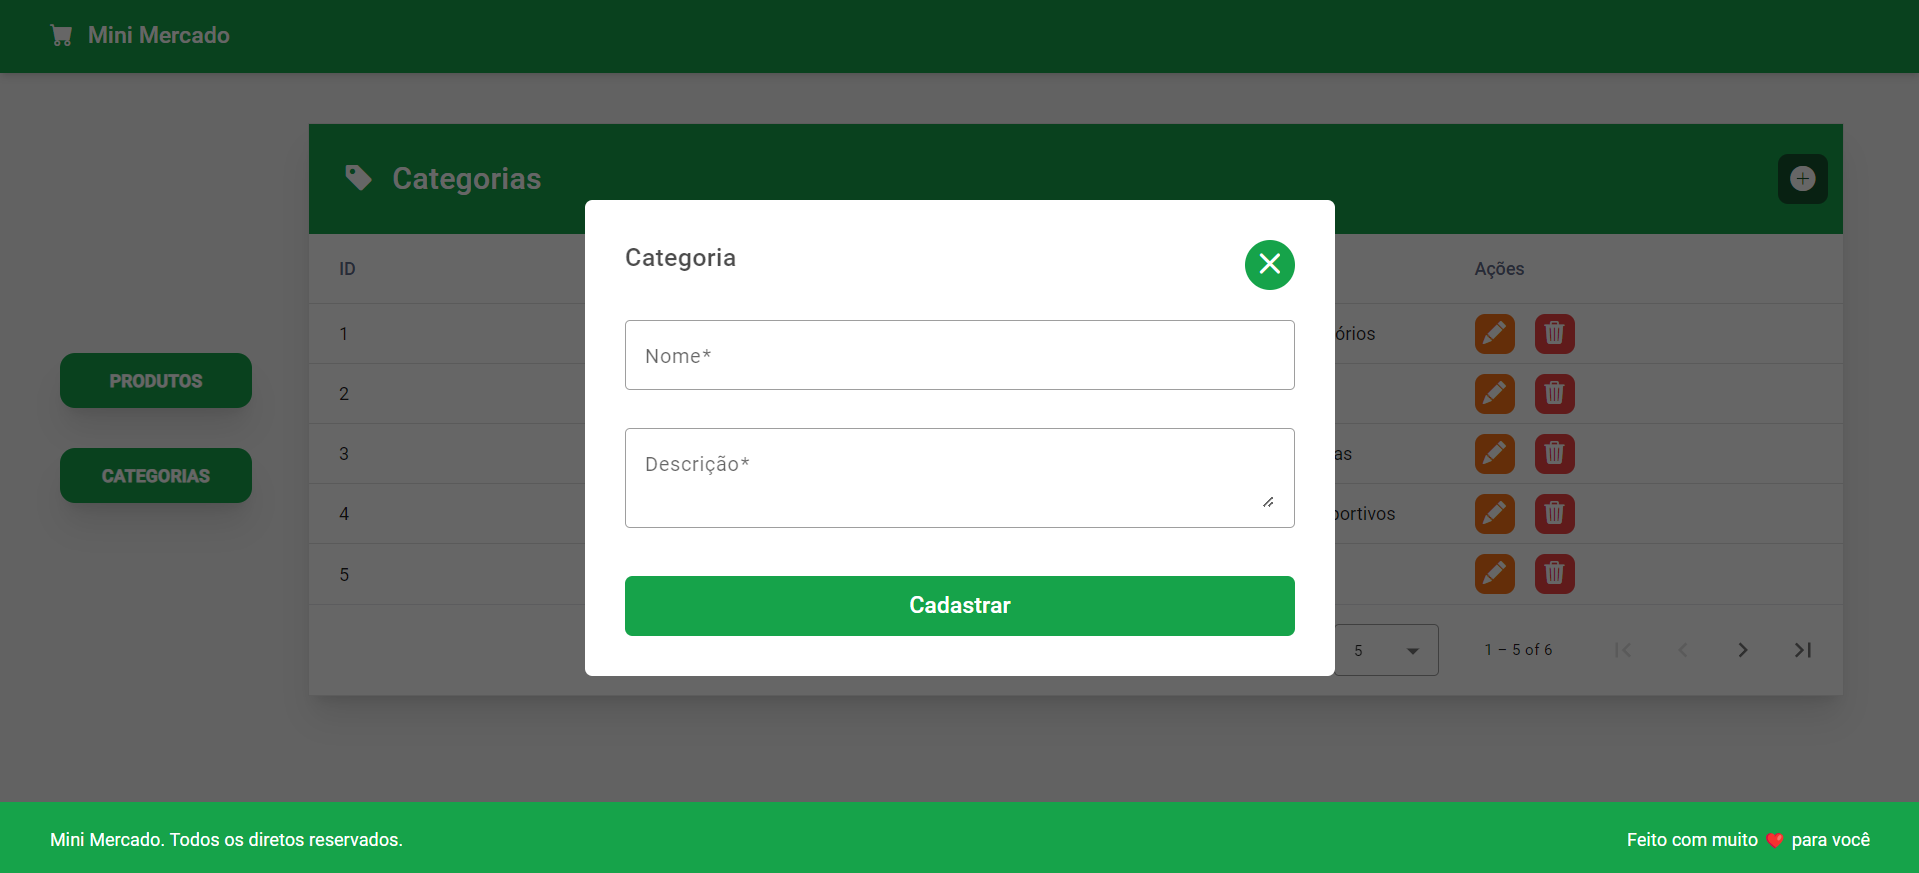 Mini Mercado
Categorias
Categoria
ID
Ações
Nome*
1
órios
PRODUTOS
2
Descrição*
3
as
CATEGORIAS
4
portivos
5
Cadastrar
5
1 – 5 of 6
Mini Mercado. Todos os diretos reservados.
Feito com muito ❤️ para você